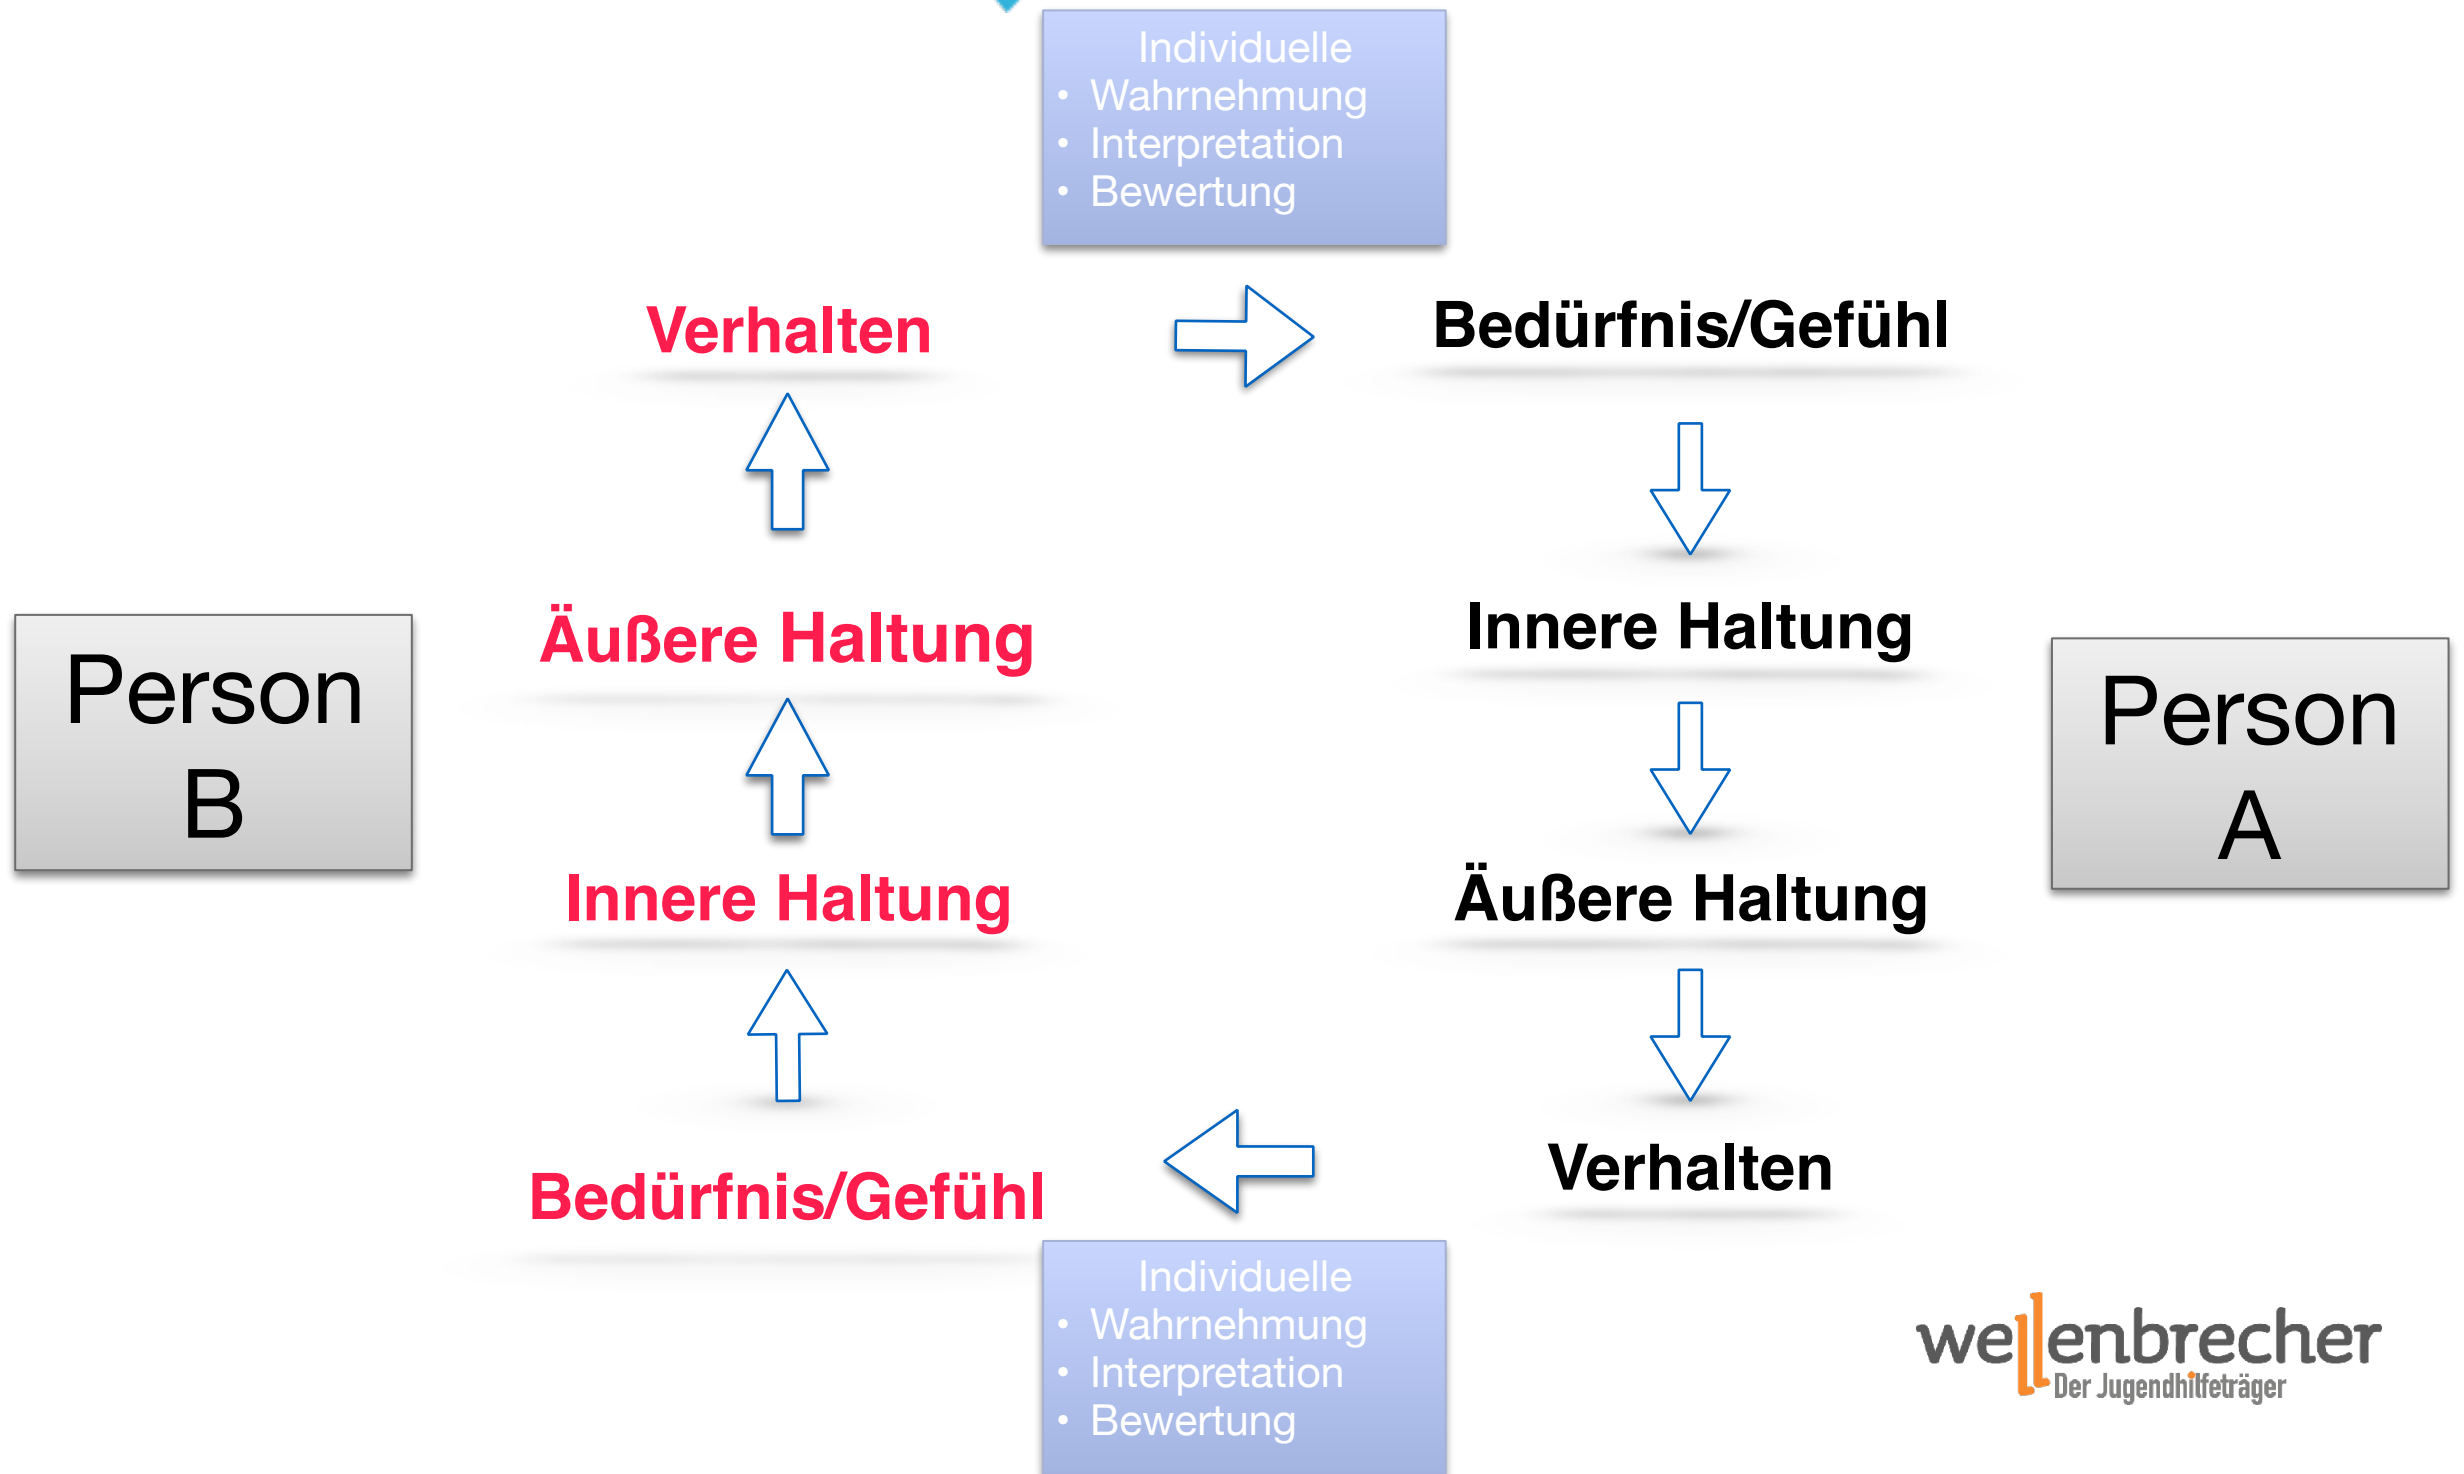 Individuelle
• Wahrnehmung
• Interpretation
• Bewertung
Verhalten
Bedürfnis/Gefühl
Äußere Haltung
Innere Haltung
Person
B
Person
A
Innere Haltung
Äußere Haltung
Verhalten
Bedürfnis/Gefühl
Individuelle
• Wahrnehmung
• Interpretation
• Bewertung
wellenbrecher
Der Jugendhilfeträger